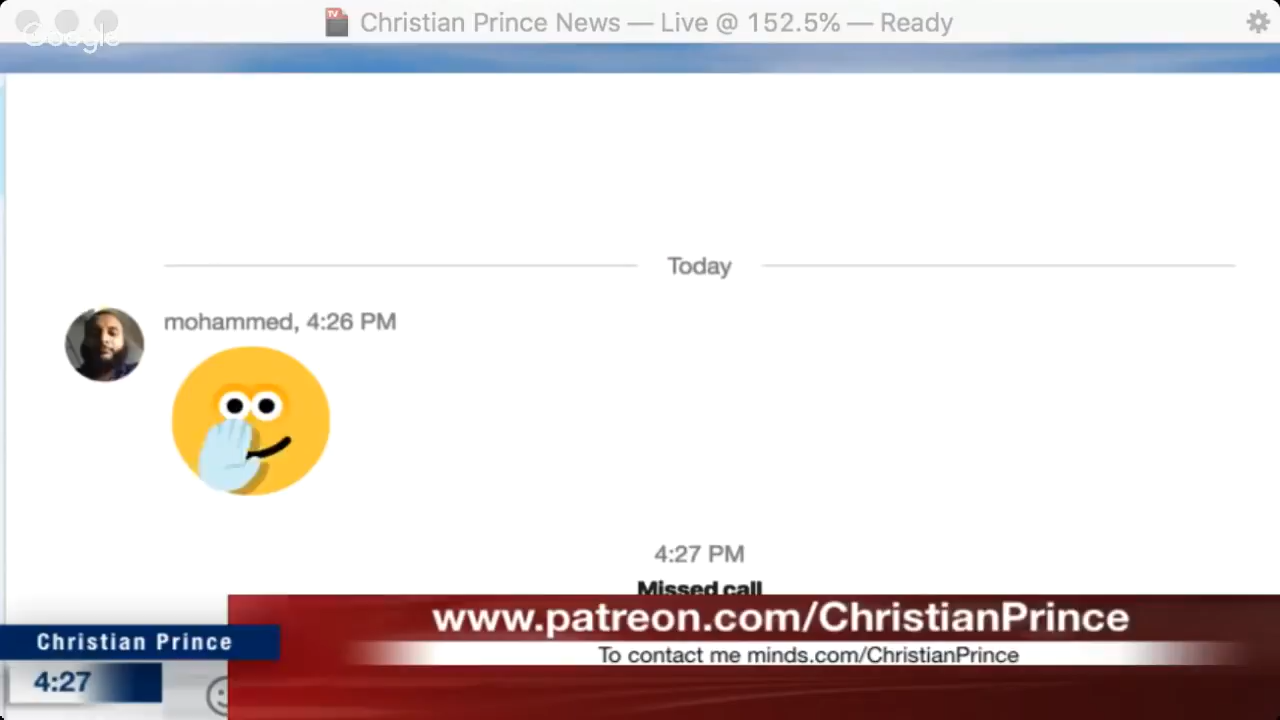 Christian Prince News — Live @ 152.5% — Ready
Google
Today
mohammed, 4:26 PM
4:27 PM
Missed call
www.patreon.com/ChristianPrince
Christian Prince
To contact me minds.com/ChristianPrince
4:27